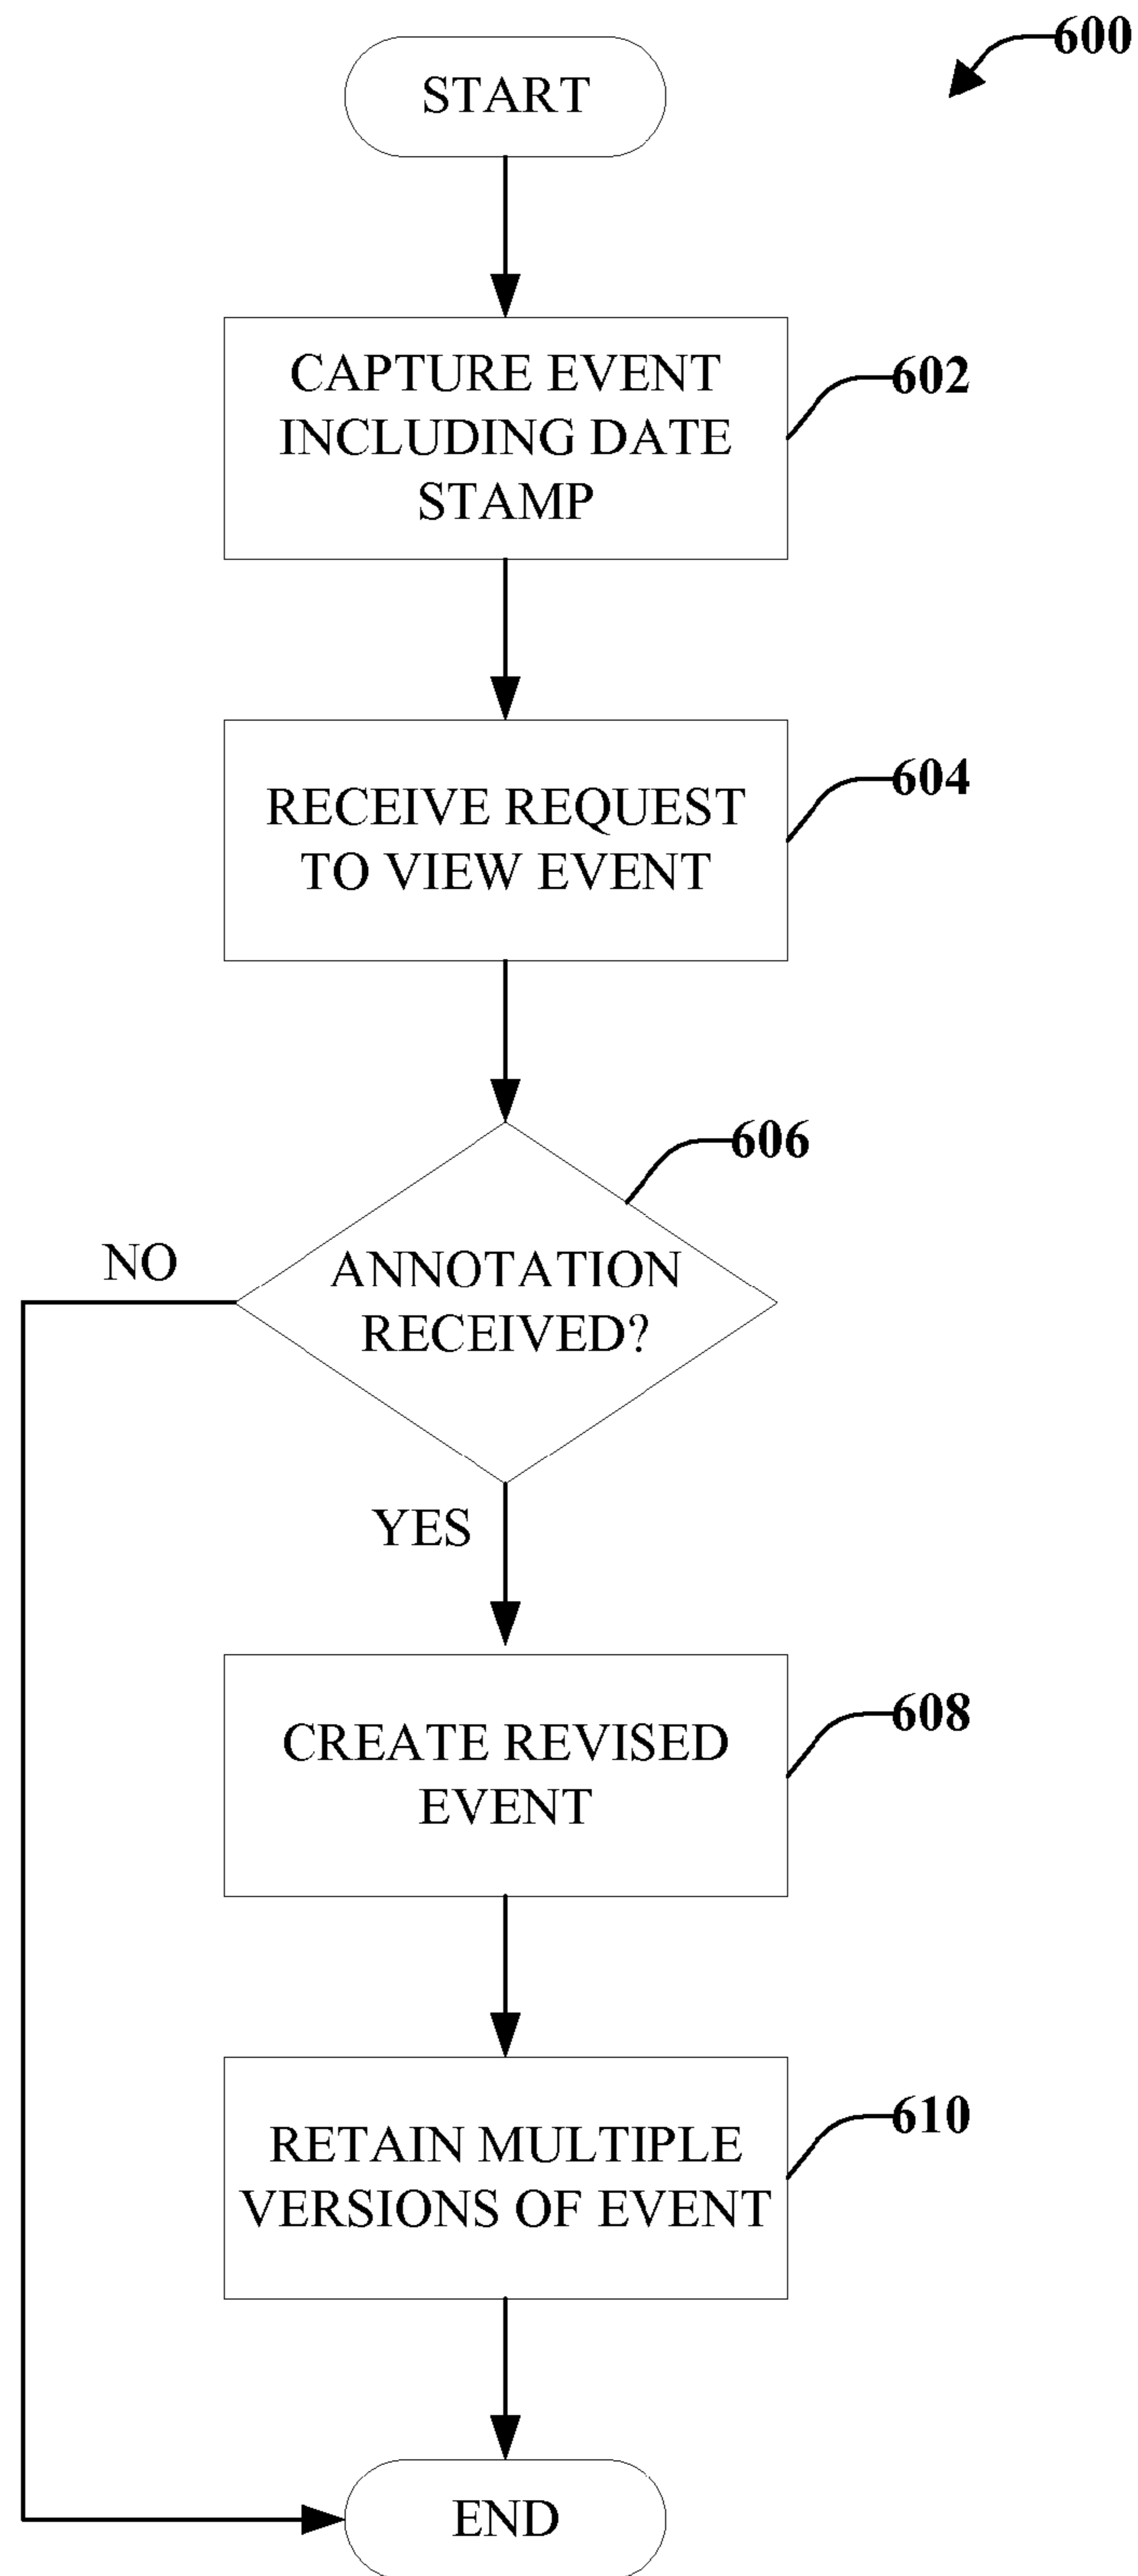 600
START
CAPTURE EVENT
INCLUDING DATE
STAMP
602
RECEIVE REQUEST
TO VIEW EVENT
604
606
ANNOTATION
RECEIVED?
NO
YES
CREATE REVISED
EVENT
608
RETAIN MULTIPLE
VERSIONS OF EVENT
610
END